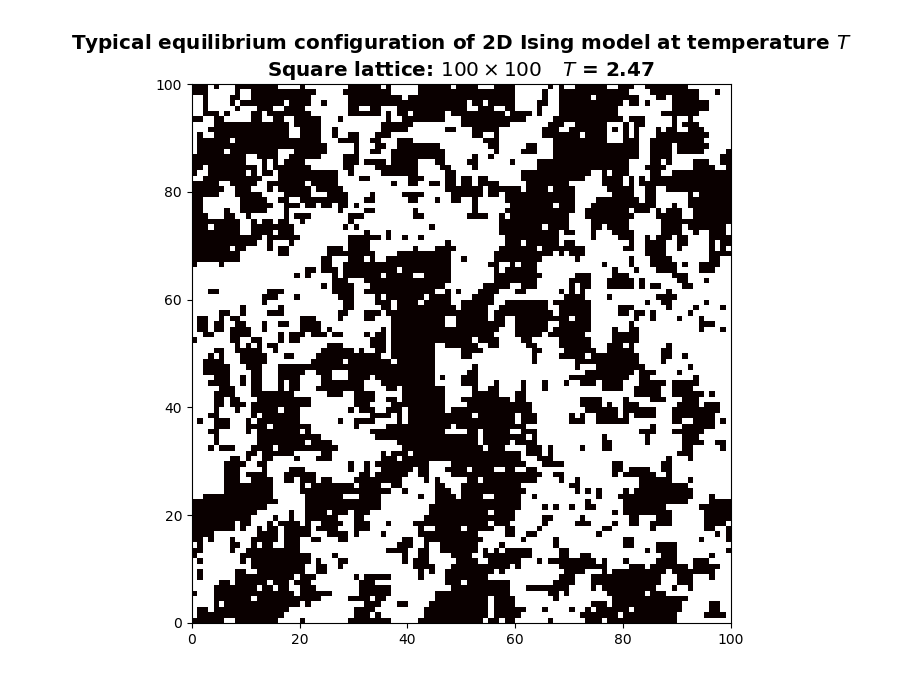 Typical equilibrium configuration of 2D Ising model at temperature T
Square lattice: 100 × 100 T = 2.47
100
80
60
40
20
0
0 20 40 60 80 100